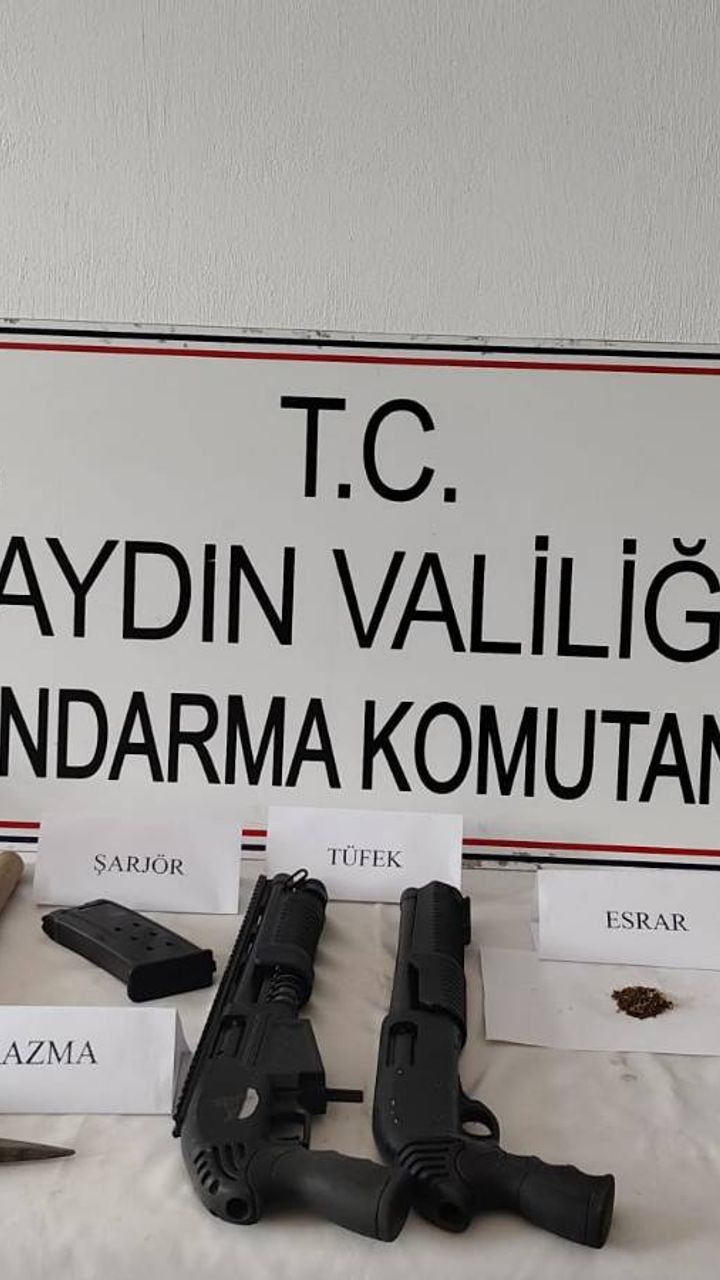 T.C.
AYDIN VALİLİĞ
NDARMA KOMUTAN
ŞARJÖR
TÜFEK
ESRAR
AZMA